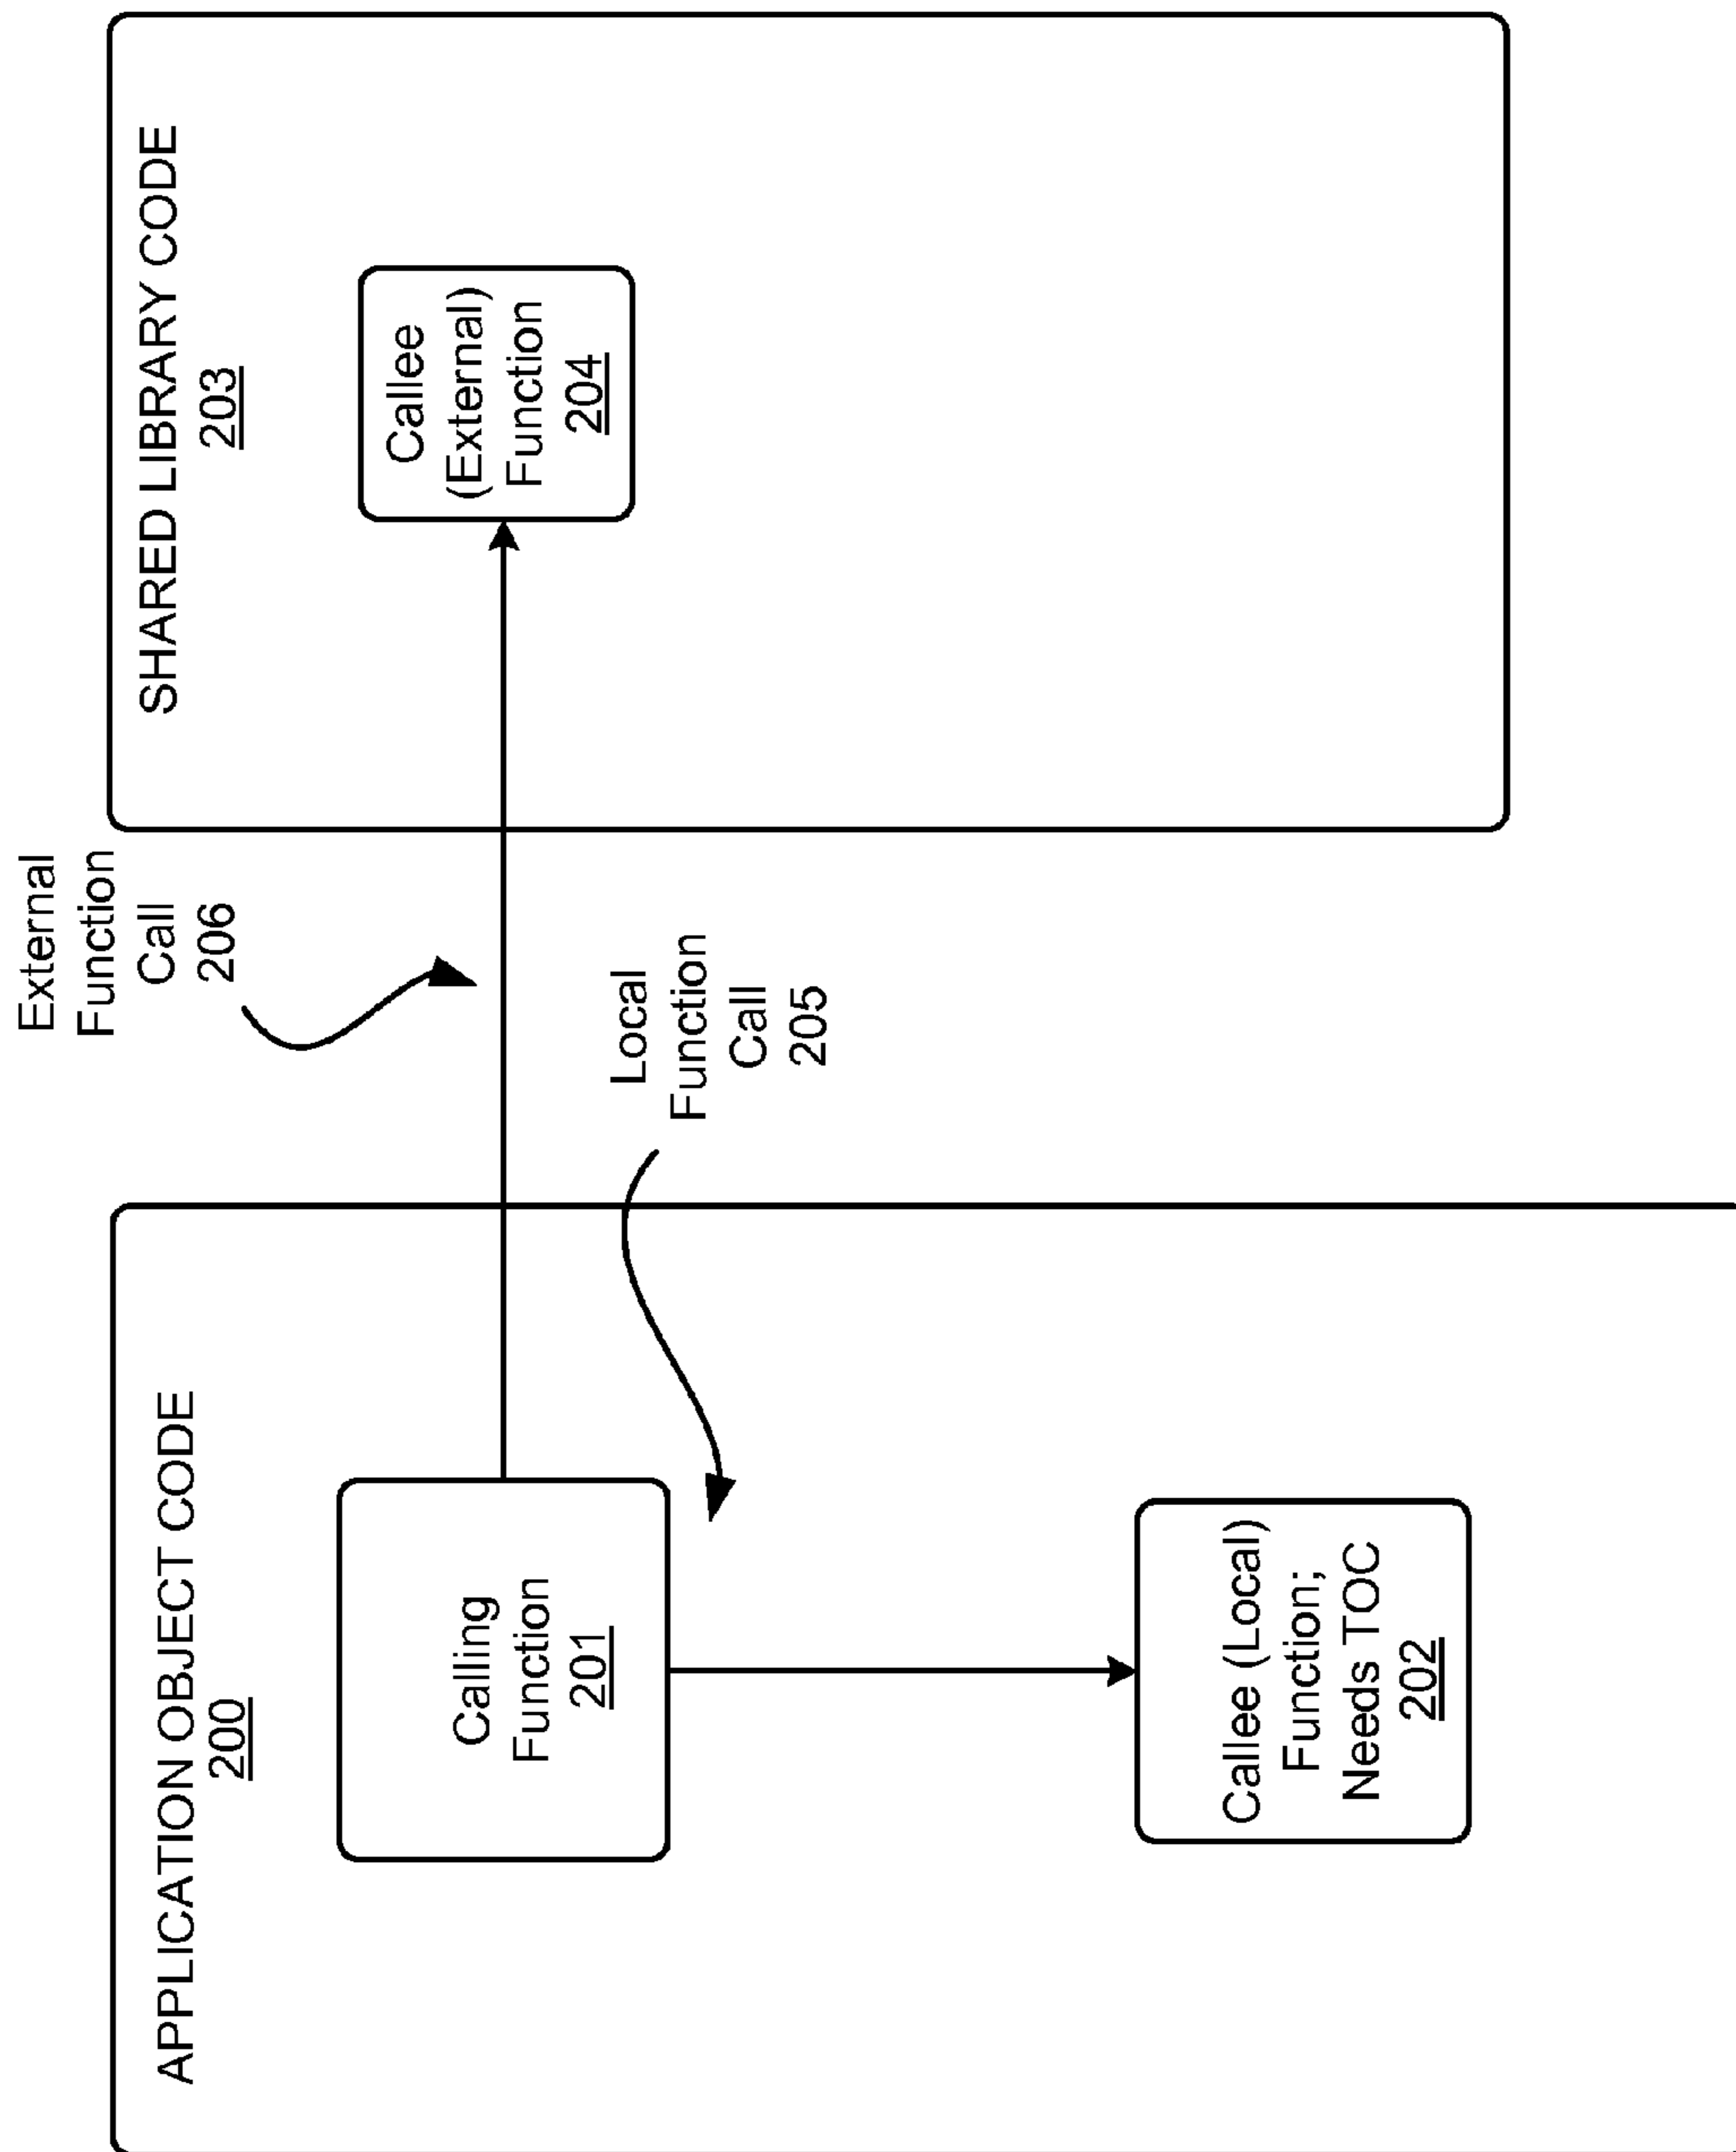 APPLICATION OBJECT CODE
200
Calling
Function
201
Callee (Local)
Function;
Needs TOC
202
External
Function
Call
206
Local
Function
Call
205
SHARED LIBRARY CODE
203
Callee
(External)
Function
204